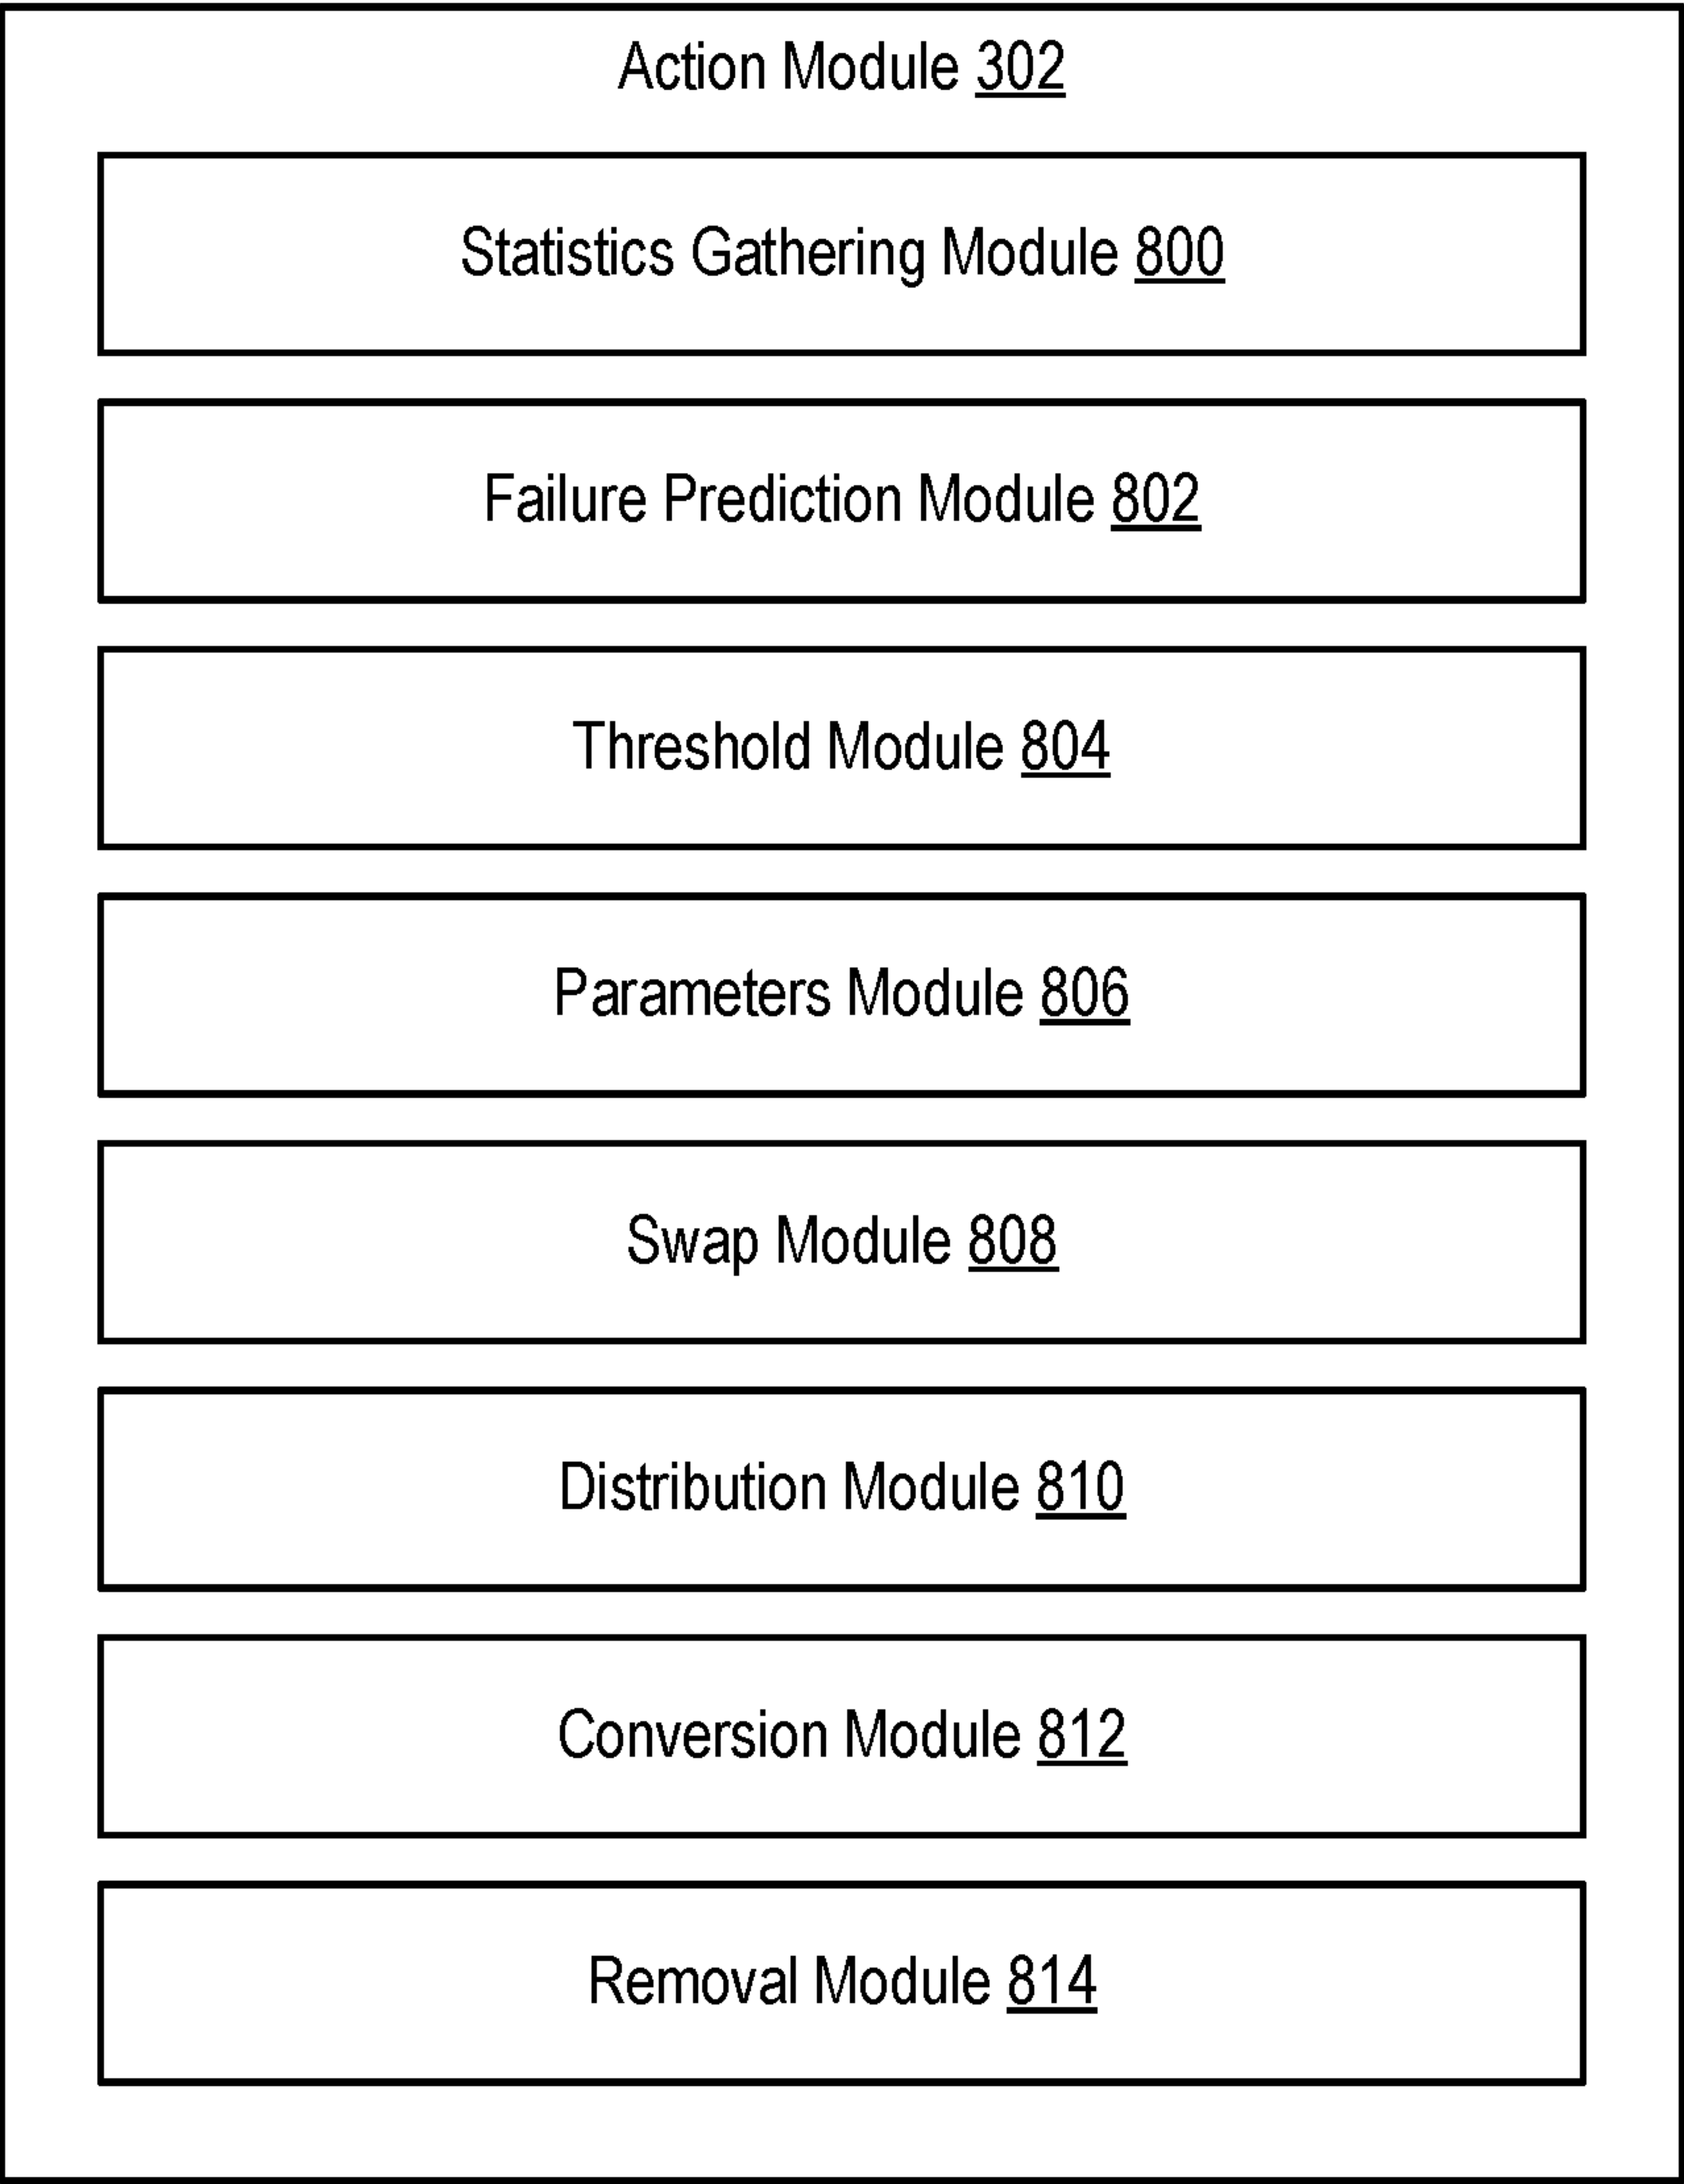 Action Module 302
Statistics Gathering Module 800
Failure Prediction Module 802
Threshold Module 804
Parameters Module 806
Swap Module 808
Distribution Module 810
Conversion Module 812
Removal Module 814